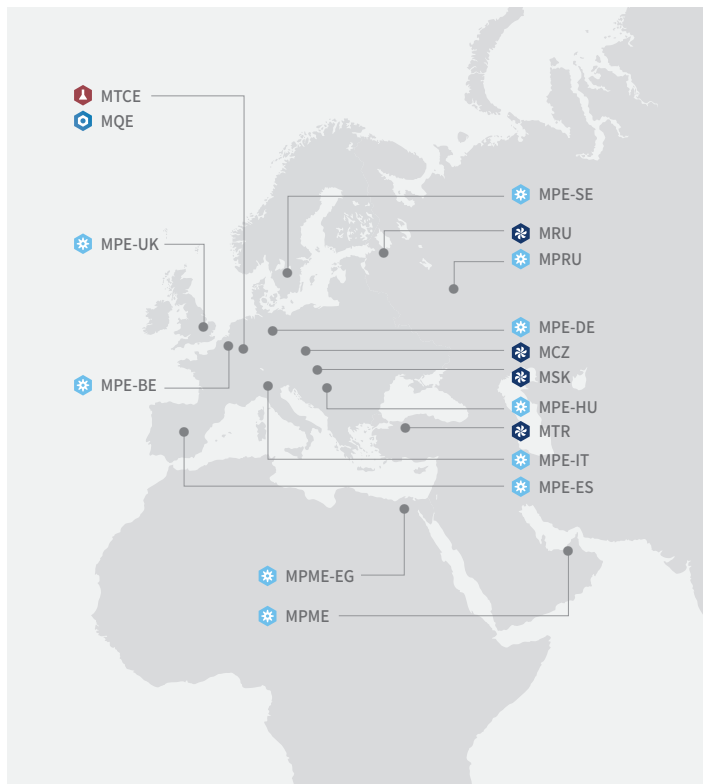 MTCE
MQE
MPE-SE
MRU
MPE-UK
MPRU
MPE-DE
MCZ
MSK
MPE-BE
MPE-HU
MTR
MPE-IT
MPE-ES
MPME-EG
MPME